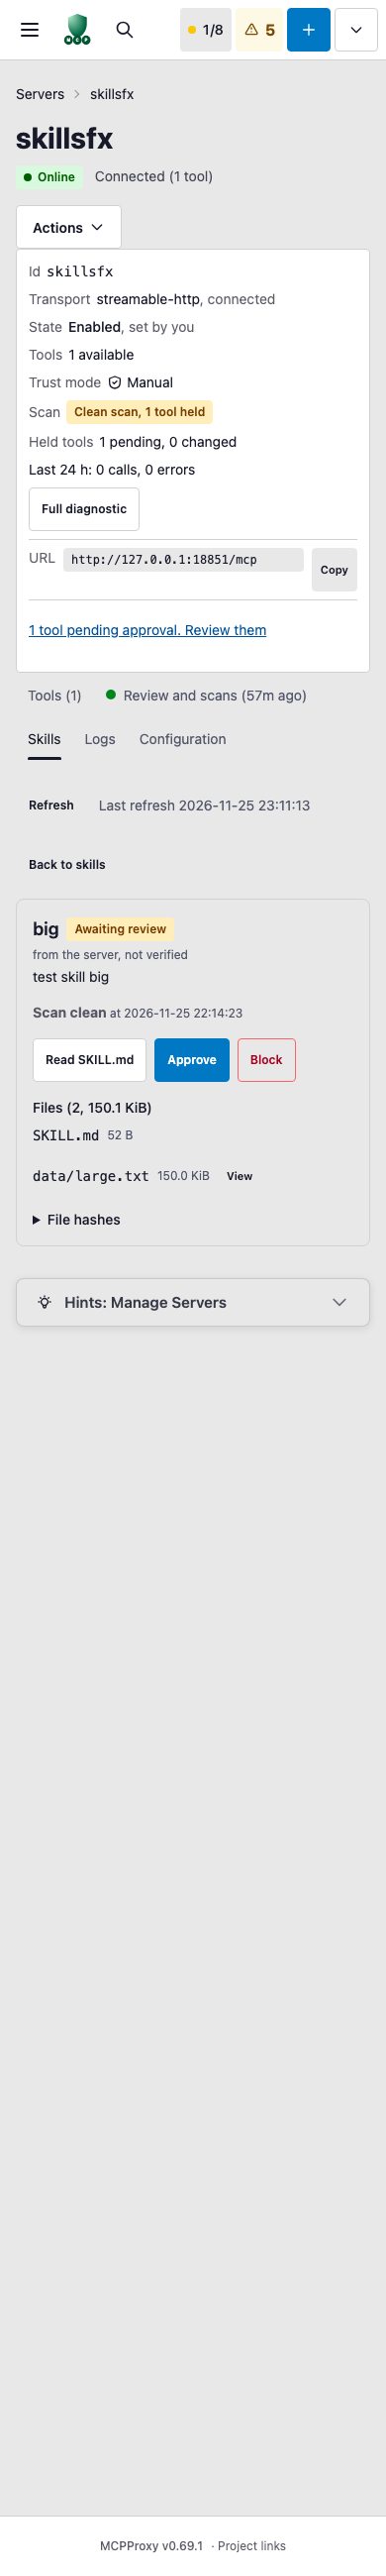 1/8
5
Servers
skillsfx
skillsfx
Online
Connected (1 tool)
Actions
Id skillsfx
Transport streamable-http, connected
State Enabled, set by you
Tools 1 available
Trust mode Manual
Scan Clean scan, 1 tool held
Held tools 1 pending, 0 changed
Last 24 h: 0 calls, 0 errors
Full diagnostic
URL http://127.0.0.1:18851/mcp Copy
1 tool pending approval. Review them
Tools (1) Review and scans (57m ago)
Skills Logs Configuration
Refresh Last refresh 2026-11-25 23:11:13
Back to skills
big Awaiting review
from the server, not verified
test skill big
Scan clean at 2026-11-25 22:14:23
Read SKILL.md Approve Block
Files (2, 150.1 KiB)
SKILL.md 52 B
data/large.txt 150.0 KiB View
File hashes
Hints: Manage Servers
MCPProxy v0.69.1 · Project links